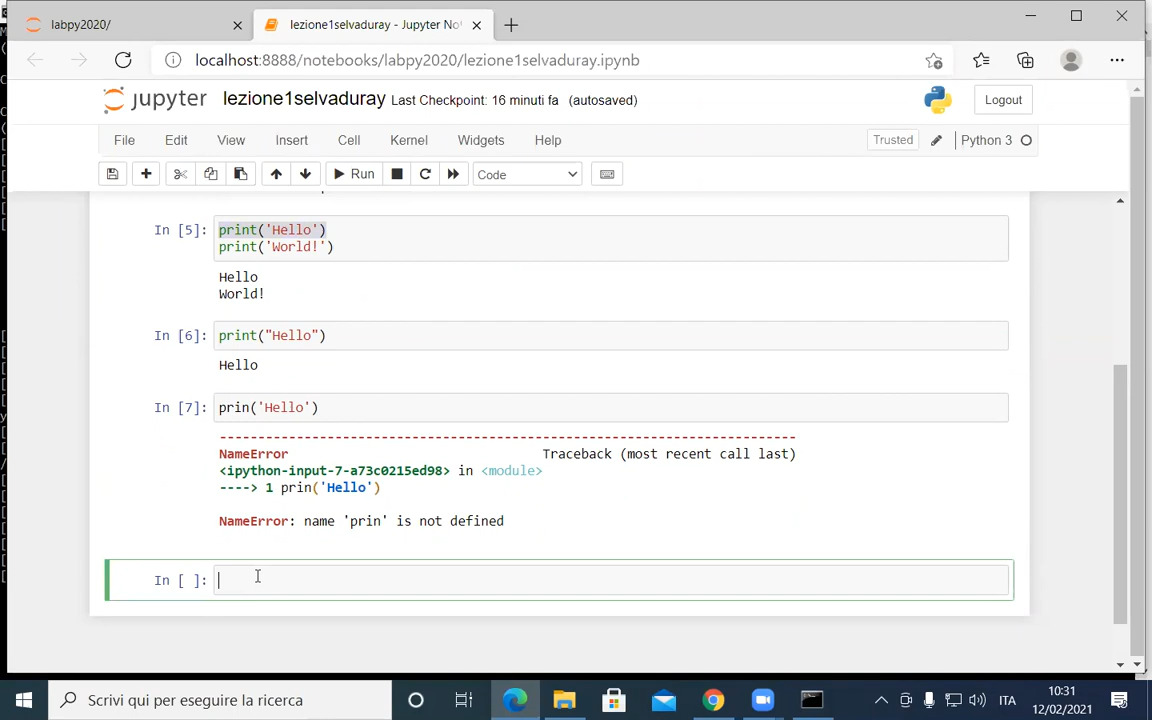 labpy2020/
lezione1selvaduray - Jupyter No
localhost:8888/notebooks/labpy2020/lezione1selvaduray.ipynb
jupyter lezione1selvaduray Last Checkpoint: 16 minuti fa (autosaved)
Logout
File Edit View Insert Cell Kernel Widgets Help
Trusted
Python 3
Run
Code
In [5]: print('Hello')
print('World!')
Hello
World!
In [6]: print("Hello")
Hello
In [7]: prin('Hello')
---------------------------------------------------------------------------
NameError Traceback (most recent call last)
<ipython-input-7-a73c0215ed98> in <module>
----> 1 prin('Hello')
NameError: name 'prin' is not defined
In [ ]:
Scrivi qui per eseguire la ricerca
ITA
10:31
12/02/2021